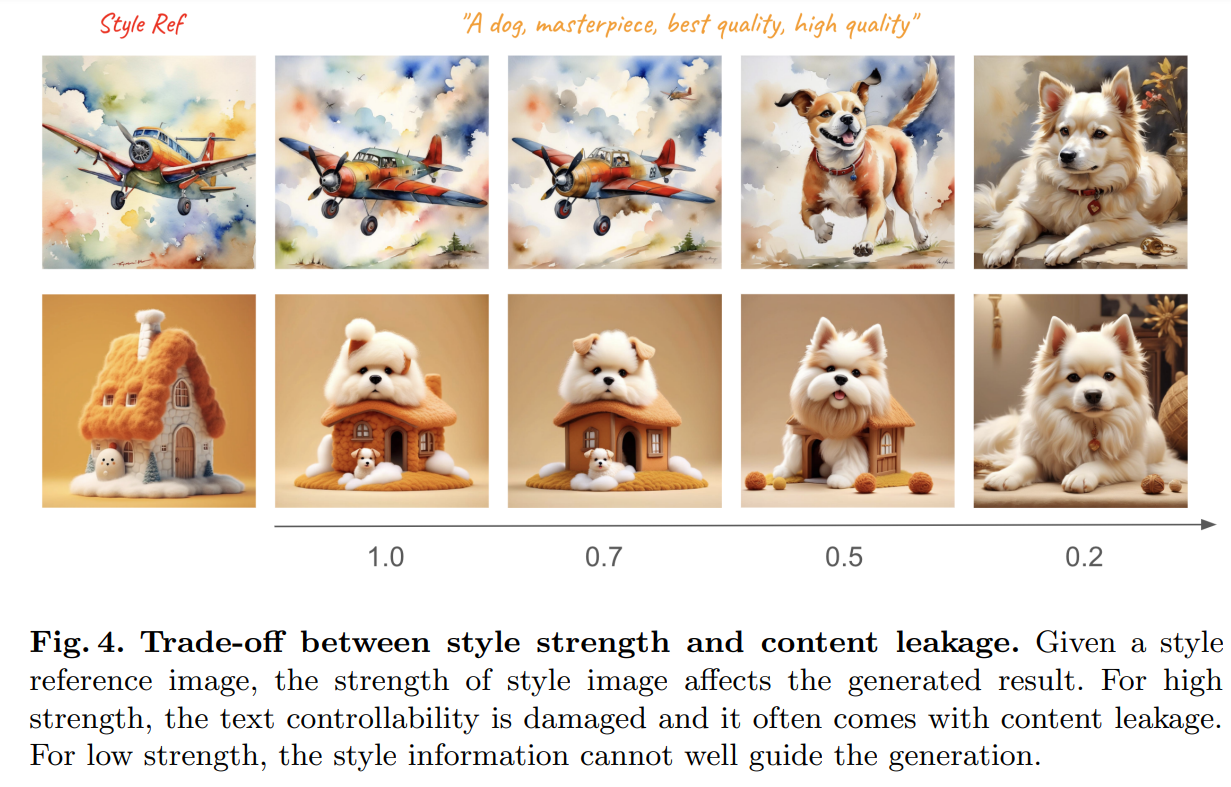 Style Ref
"A dog, masterpiece, best quality, high quality"
1.0
0.7
0.5
0.2
Fig. 4. Trade-off between style strength and content leakage. Given a style
reference image, the strength of style image affects the generated result. For high
strength, the text controllability is damaged and it often comes with content leakage.
For low strength, the style information cannot well guide the generation.